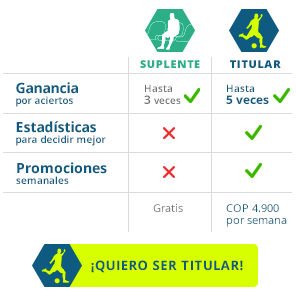 SUPLENTE TITULAR
Ganancia
por aciertos
Hasta
3 veces
Hasta
5 veces
Estadísticas
para decidir mejor
Promociones
semanales
Gratis
COP 4.900
por semana
¡QUIERO SER TITULAR!